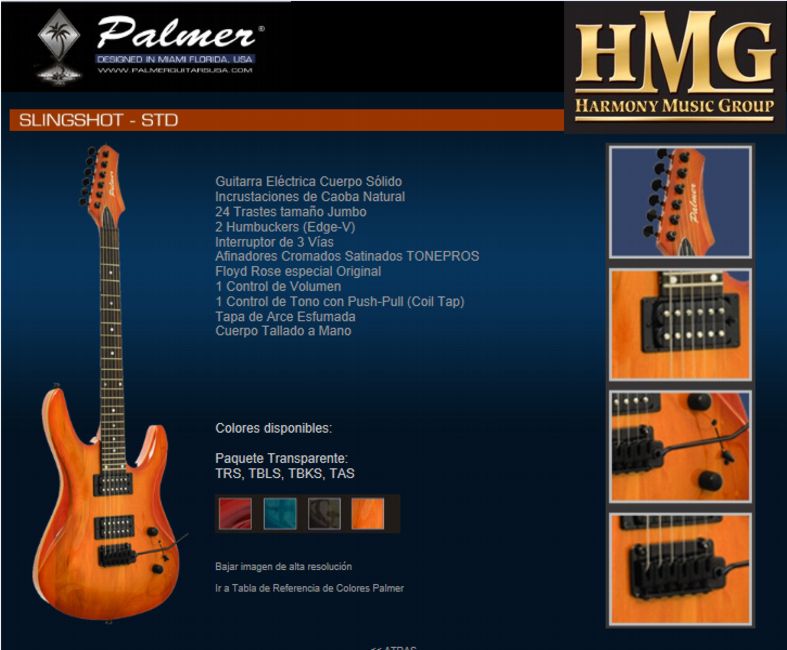 Palmer®
DESIGNED IN MIAMI FLORIDA, USA
WWW.PALMERGUITARSUSA.COM
HMG
HARMONY MUSIC GROUP
SLINGSHOT - STD
Guitarra Eléctrica Cuerpo Sólido
Incrustaciones de Caoba Natural
24 Trastes tamaño Jumbo
2 Humbuckers (Edge-V)
Interruptor de 3 Vías
Afinadores Cromados Satinados TONEPROS
Floyd Rose especial Original
1 Control de Volumen
1 Control de Tono con Push-Pull (Coil Tap)
Tapa de Arce Esfumada
Cuerpo Tallado a Mano
Colores disponibles:
Paquete Transparente:
TRS, TBLS, TBKS, TAS
Bajar imagen de alta resolución
Ir a Tabla de Referencia de Colores Palmer
<< ATRAS
Palmer
Palmer